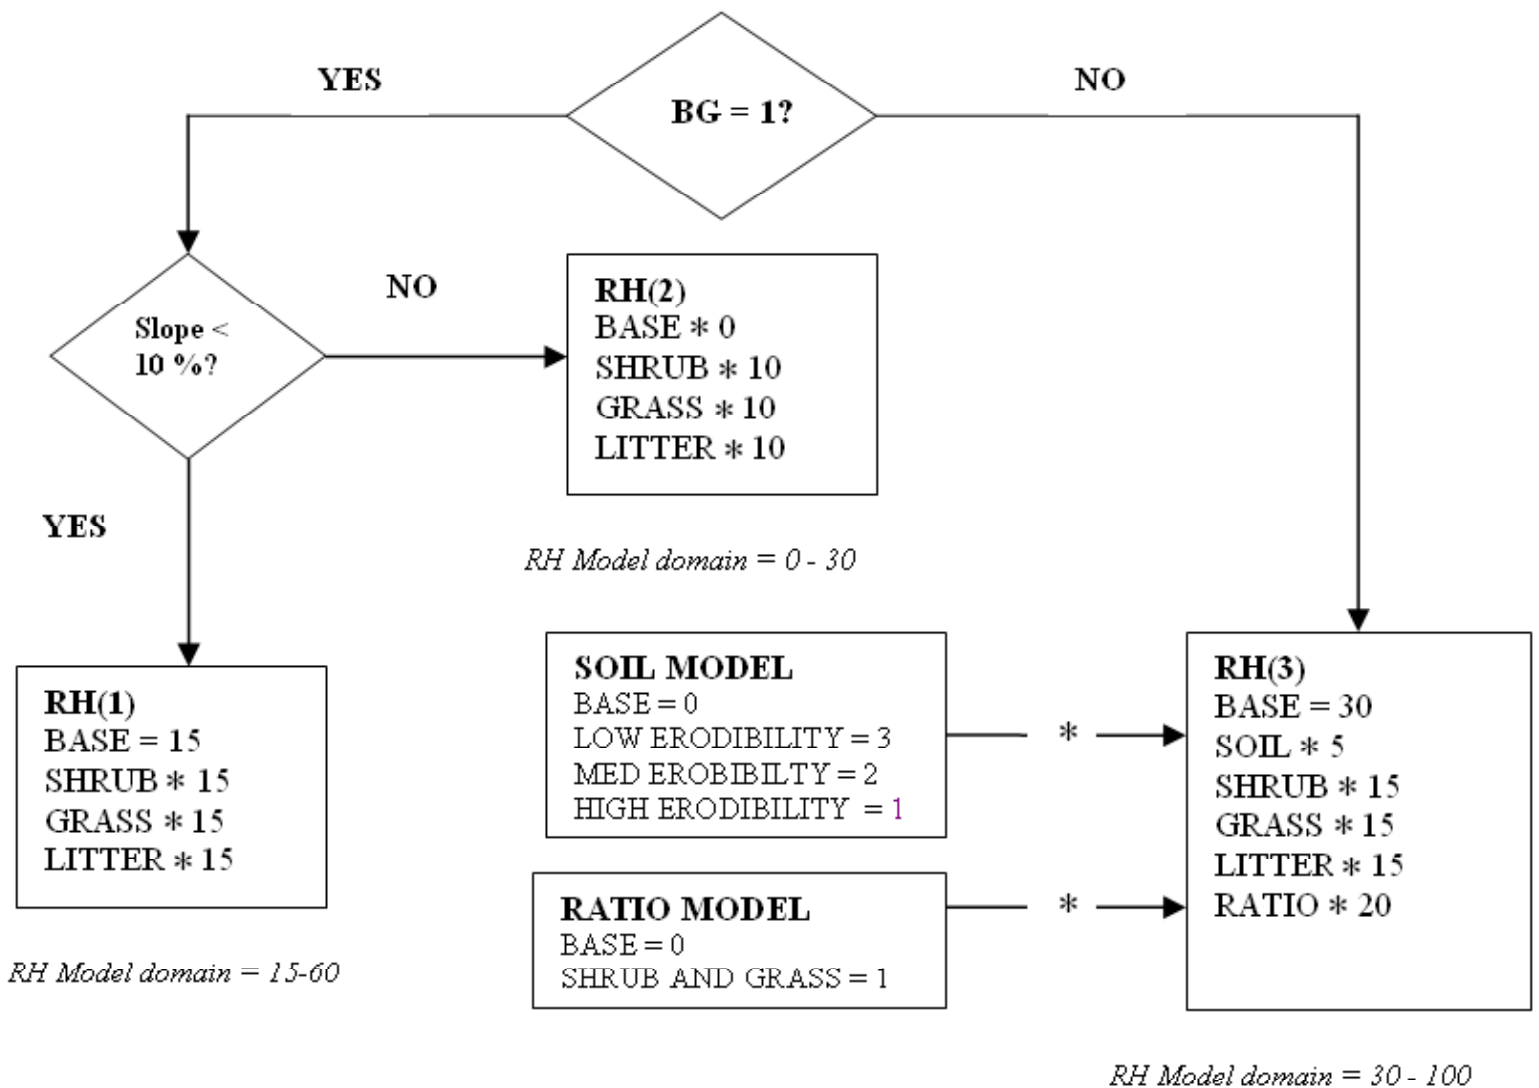 YES
BG = 1?
NO
Slope <
10 %?
NO
RH(2)
BASE * 0
SHRUB * 10
GRASS * 10
LITTER * 10
YES
RH Model domain = 0 - 30
RH(1)
BASE = 15
SHRUB * 15
GRASS * 15
LITTER * 15
RH Model domain = 15-60
SOIL MODEL
BASE = 0
LOW ERODIBILITY = 3
MED EROBIBILTY = 2
HIGH ERODIBILITY = 1
*
RATIO MODEL
BASE = 0
SHRUB AND GRASS = 1
*
RH(3)
BASE = 30
SOIL * 5
SHRUB * 15
GRASS * 15
LITTER * 15
RATIO * 20
RH Model domain = 30 - 100